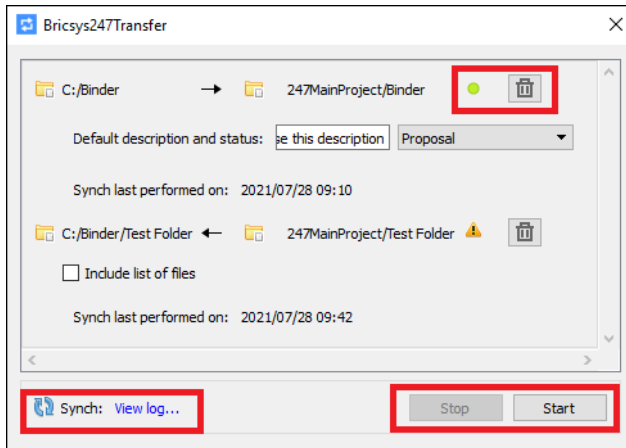 Bricsys247Transfer
C:/Binder → 247MainProject/Binder
Default description and status: se this description Proposal
Synch last performed on: 2021/07/28 09:10
C:/Binder/Test Folder ← 247MainProject/Test Folder
Include list of files
Synch last performed on: 2021/07/28 09:42
Synch: View log... Stop Start